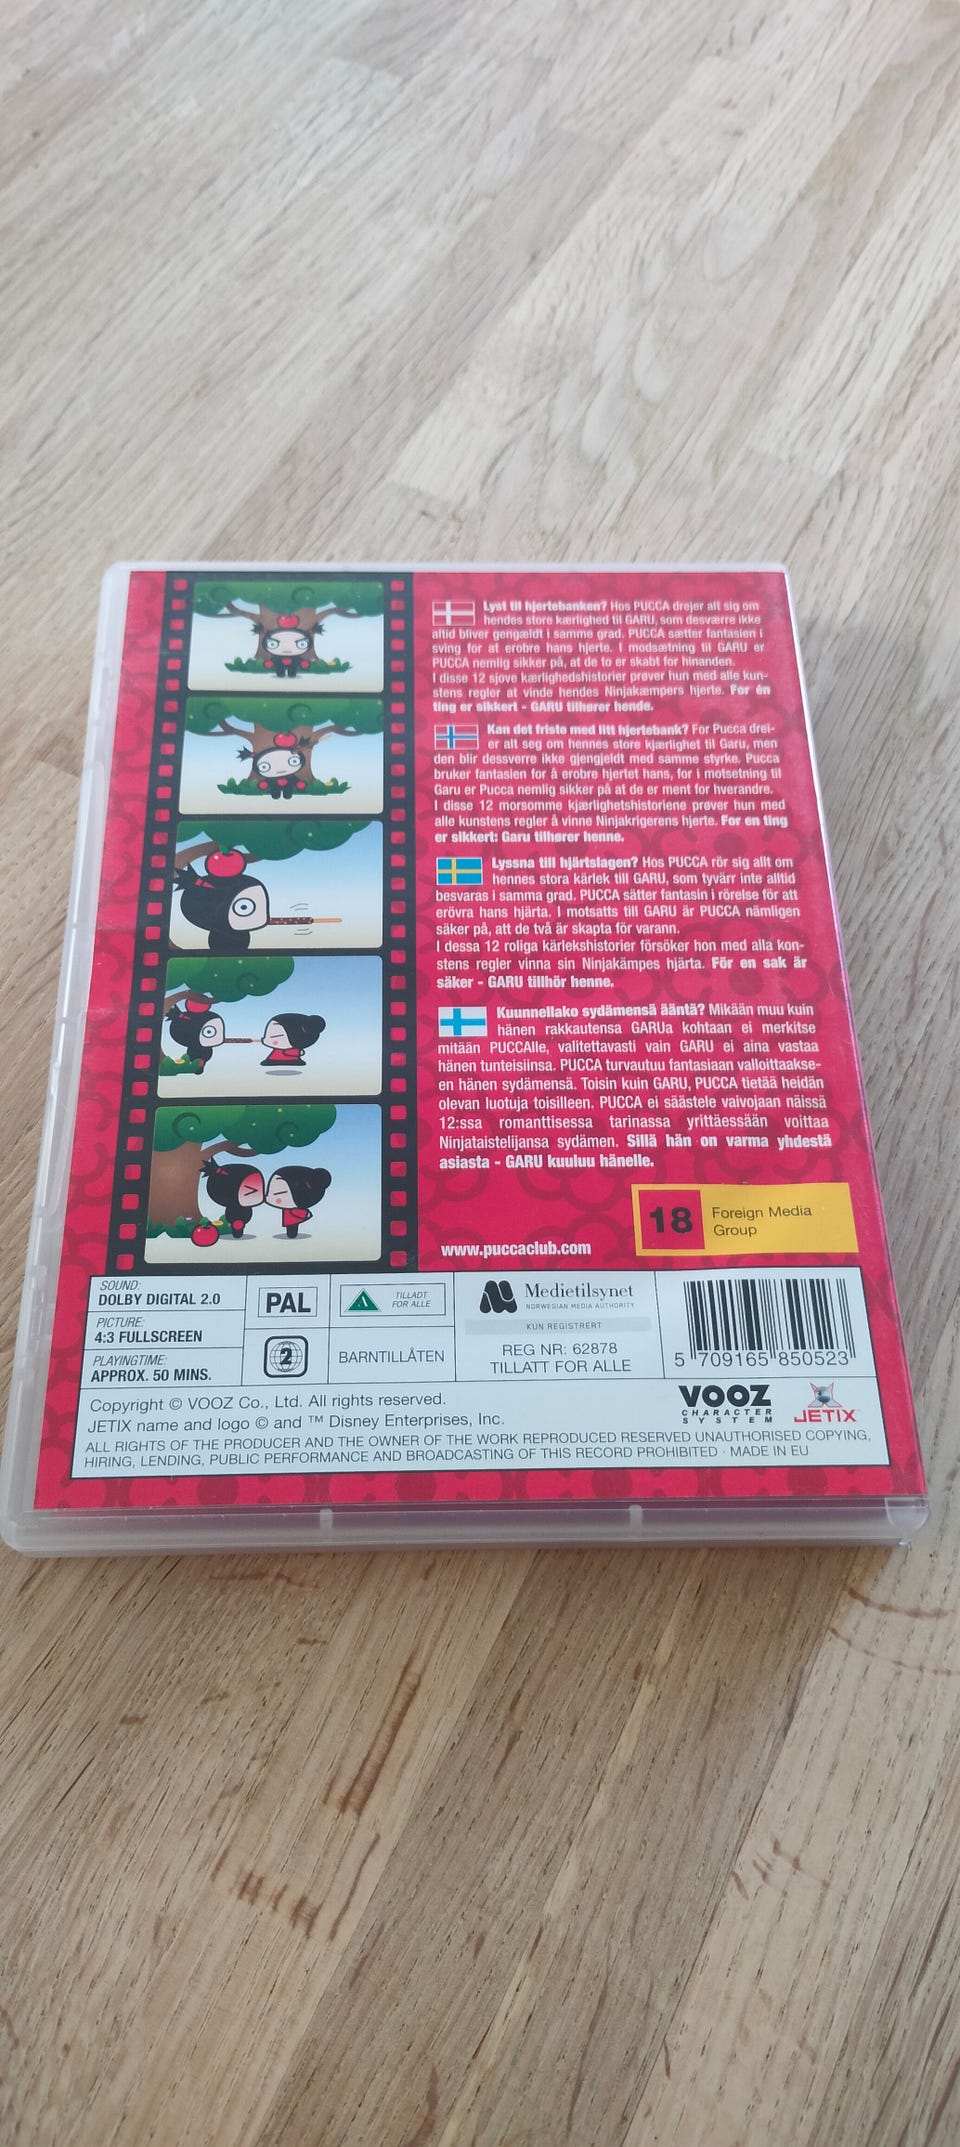 Lyst til hjertebanken? Hos PUCCA drejer alt sig om
hendes store kærlighed til GARU, som desværre ikke
altid bliver gengældt i samme grad. PUCCA sætter fantasien i
sving for at erobre hans hjerte. I modsætning til GARU er
PUCCA nemlig sikker på, at de to er skabt for hinanden.
I disse 12 sjove kærlighedshistorier prøver hun med alle kun-
stens regler at vinde hendes Ninjakæmpers hjerte. For én
ting er sikkert - GARU tilhører hende.
Kan det friste med litt hjertebank? For Pucca drei-
er alt seg om hennes store kjærlighet til Garu, men
den blir dessverre ikke gjengjeldt med samme styrke. Pucca
bruker fantasien for å erobre hjertet hans, for i motsetning til
Garu er Pucca nemlig sikker på at de er ment for hverandre.
I disse 12 morsomme kjærlighetshistoriene prøver hun med
alle kunstens regler å vinne Ninjakrigerens hjerte. For en ting
er sikkert: Garu tilhører henne.
Lyssna till hjärtslagen? Hos PUCCA rör sig allt om
hennes stora kärlek till GARU, som tyvärr inte alltid
besvaras i samma grad. PUCCA sätter fantasin i rörelse för att
erövra hans hjärta. I motsatts till GARU är PUCCA nämligen
säker på, att de två är skapta för varann.
I dessa 12 roliga kärlekshistorier försöker hon med alla kon-
stens regler vinna sin Ninjakämpes hjärta. För en sak är
säker - GARU tillhör henne.
Kuunnellako sydämensä ääntä? Mikään muu kuin
hänen rakkautensa GARUa kohtaan ei merkitse
mitään PUCCAlle, valitettavasti vain GARU ei aina vastaa
hänen tunteisiinsa. PUCCA turvautuu fantasiaan valloittaakse-
en hänen sydämensä. Toisin kuin GARU, PUCCA tietää heidän
olevan luotuja toisilleen. PUCCA ei säästele vaivojaan näissä
12:ssa romanttisessa tarinassa yrittäessään voittaa
Ninjataistelijansa sydämen. Sillä hän on varma yhdestä
asiasta - GARU kuuluu hänelle.
www.puccaclub.com
18 Foreign Media
Group
SOUND:
DOLBY DIGITAL 2.0
PICTURE:
4:3 FULLSCREEN
PLAYINGTIME:
APPROX. 50 MINS.
PAL
2
A TILLADT
FOR ALLE
BARNTILLÅTEN
Medietilsynet
NORWEGIAN MEDIA AUTHORITY
KUN REGISTRERT
REG NR: 62878
TILLATT FOR ALLE
5 709165 850523
Copyright © VOOZ Co., Ltd. All rights reserved.
JETIX name and logo © and ™ Disney Enterprises, Inc.
VOOZ
CHARACTER
SYSTEM
JETIX
ALL RIGHTS OF THE PRODUCER AND THE OWNER OF THE WORK REPRODUCED RESERVED UNAUTHORISED COPYING,
HIRING, LENDING, PUBLIC PERFORMANCE AND BROADCASTING OF THIS RECORD PROHIBITED · MADE IN EU